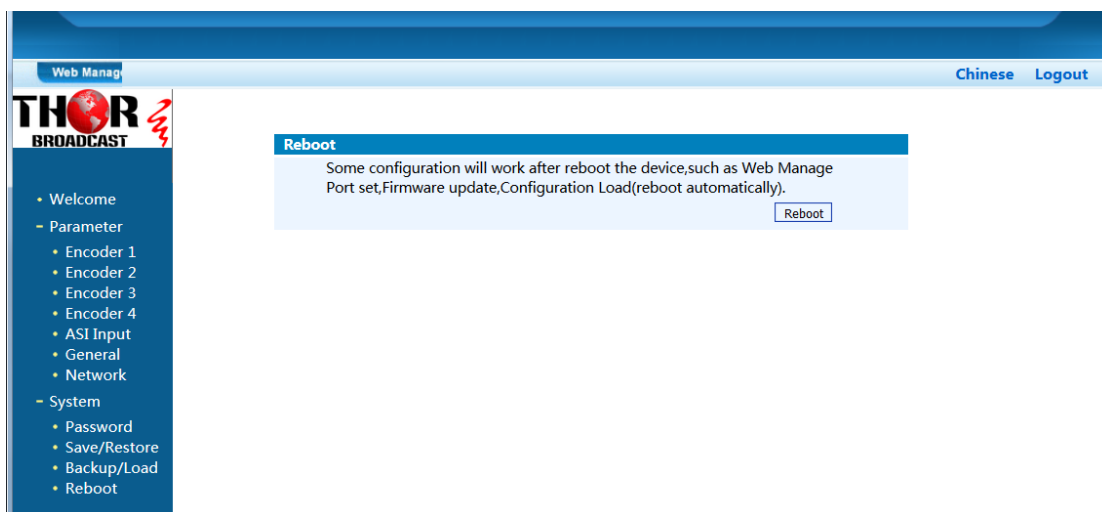 Web Manag
Chinese Logout
THOR
BROADCAST
Reboot
Some configuration will work after reboot the device,such as Web Manage
Port set,Firmware update,Configuration Load(reboot automatically).
Reboot
• Welcome
- Parameter
• Encoder 1
• Encoder 2
• Encoder 3
• Encoder 4
• ASI Input
• General
• Network
- System
• Password
• Save/Restore
• Backup/Load
• Reboot